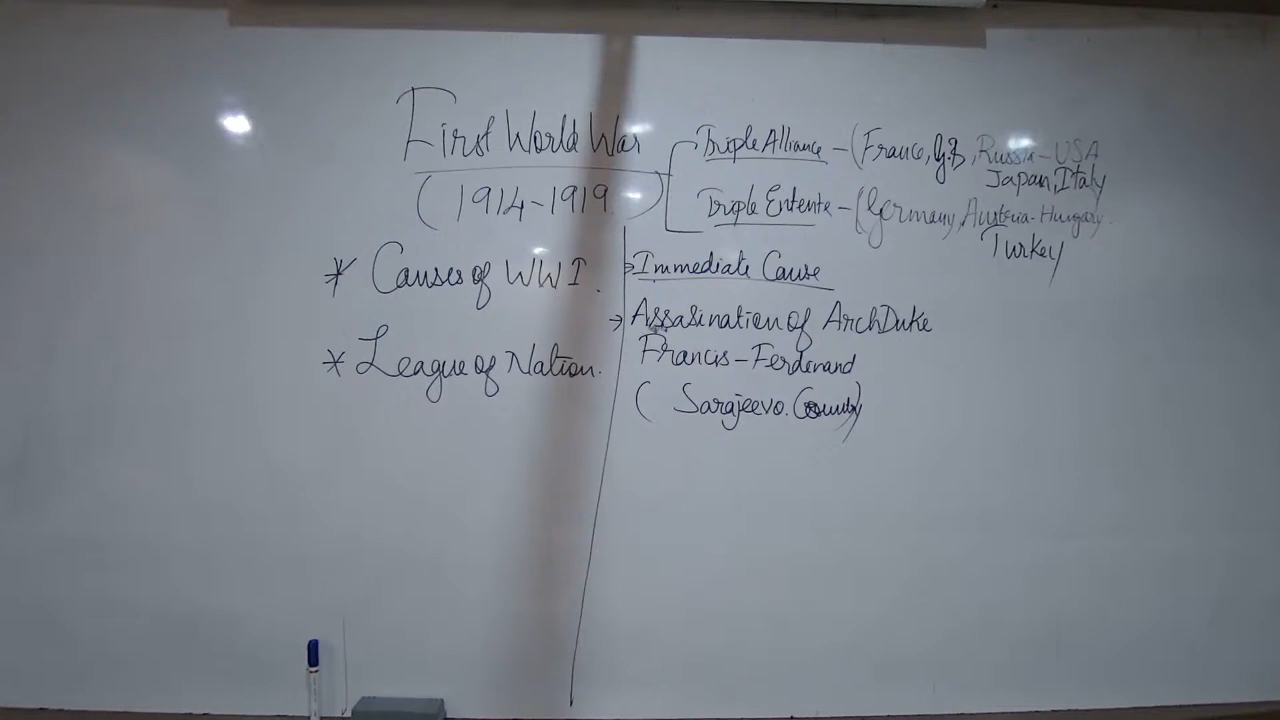 First World War
(1914-1919)
Triple Alliance - (France, G.B, Russia - USA
Japan, Italy
Triple Entente - (Germany, Austria-Hungary
Turkey
* Causes of WWI.
* League of Nation.
Immediate Cause
→ Assasination of ArchDuke
Francis - Ferdenand
( Sarajeevo.